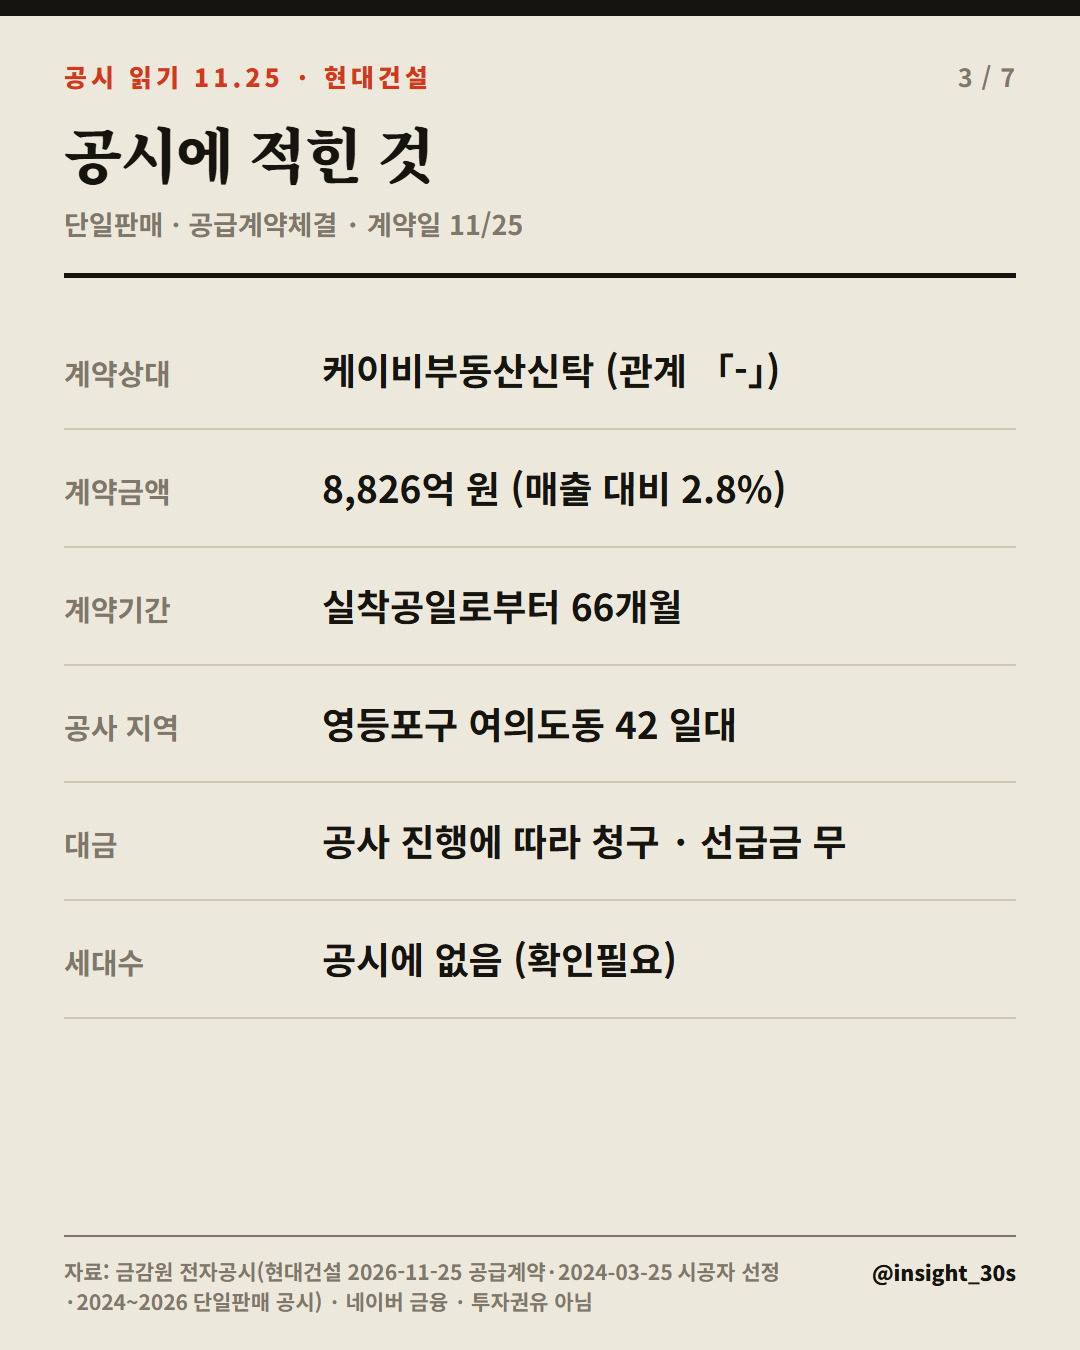 공시 읽기 11.25 · 현대건설
3 / 7
공시에 적힌 것
단일판매 · 공급계약체결 · 계약일 11/25
계약상대 케이비부동산신탁 (관계 「-」)
계약금액 8,826억 원 (매출 대비 2.8%)
계약기간 실착공일로부터 66개월
공사 지역 영등포구 여의도동 42 일대
대금 공사 진행에 따라 청구 · 선급금 무
세대수 공시에 없음 (확인필요)
자료: 금감원 전자공시(현대건설 2026-11-25 공급계약·2024-03-25 시공자 선정
·2024~2026 단일판매 공시) · 네이버 금융 · 투자권유 아님
@insight_30s